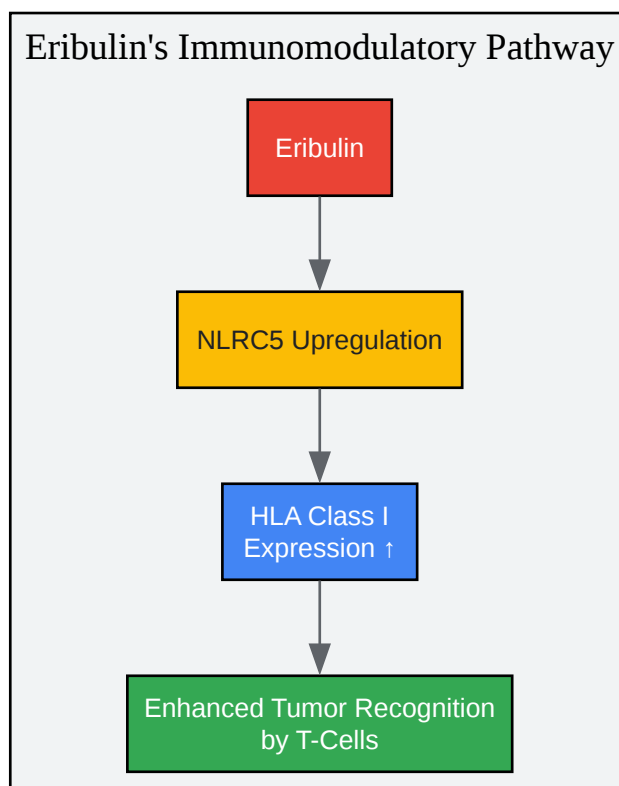 Eribulin's Immunomodulatory Pathway
Eribulin
NLRC5 Upregulation
HLA Class I
Expression ↑
Enhanced Tumor Recognition
by T-Cells